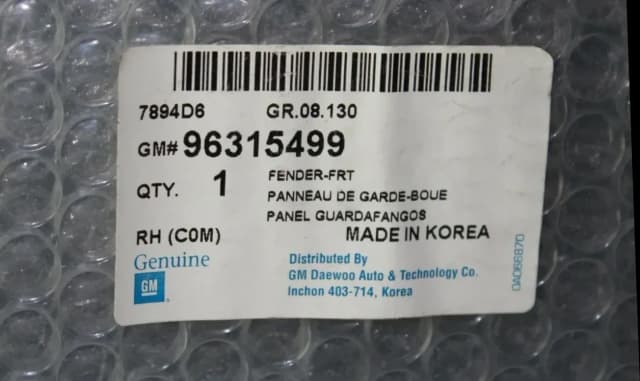 7894D6 GR.08.130
GM# 96315499
QTY. 1 FENDER-FRT
PANNEAU DE GARDE-BOUE
PANEL GUARDAFANGOS
RH (C0M) MADE IN KOREA
Genuine
GM
Distributed By
GM Daewoo Auto & Technology Co.
Inchon 403-714, Korea
0A066870